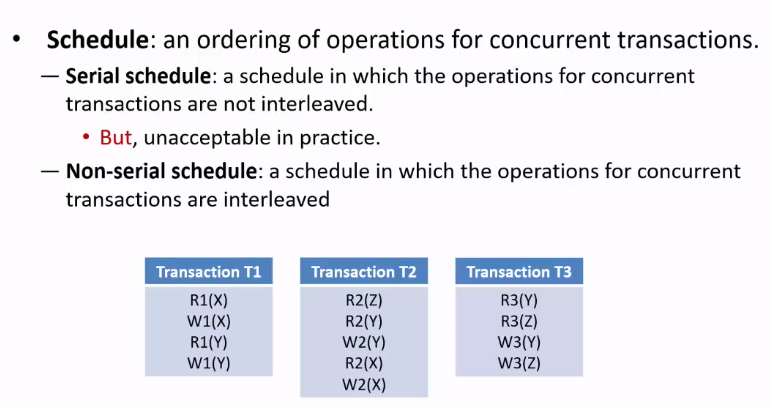 • Schedule: an ordering of operations for concurrent transactions.
— Serial schedule: a schedule in which the operations for concurrent
transactions are not interleaved.
• But, unacceptable in practice.
— Non-serial schedule: a schedule in which the operations for concurrent
transactions are interleaved
Transaction T1
R1(X)
W1(X)
R1(Y)
W1(Y)
Transaction T2
R2(Z)
R2(Y)
W2(Y)
R2(X)
W2(X)
Transaction T3
R3(Y)
R3(Z)
W3(Y)
W3(Z)